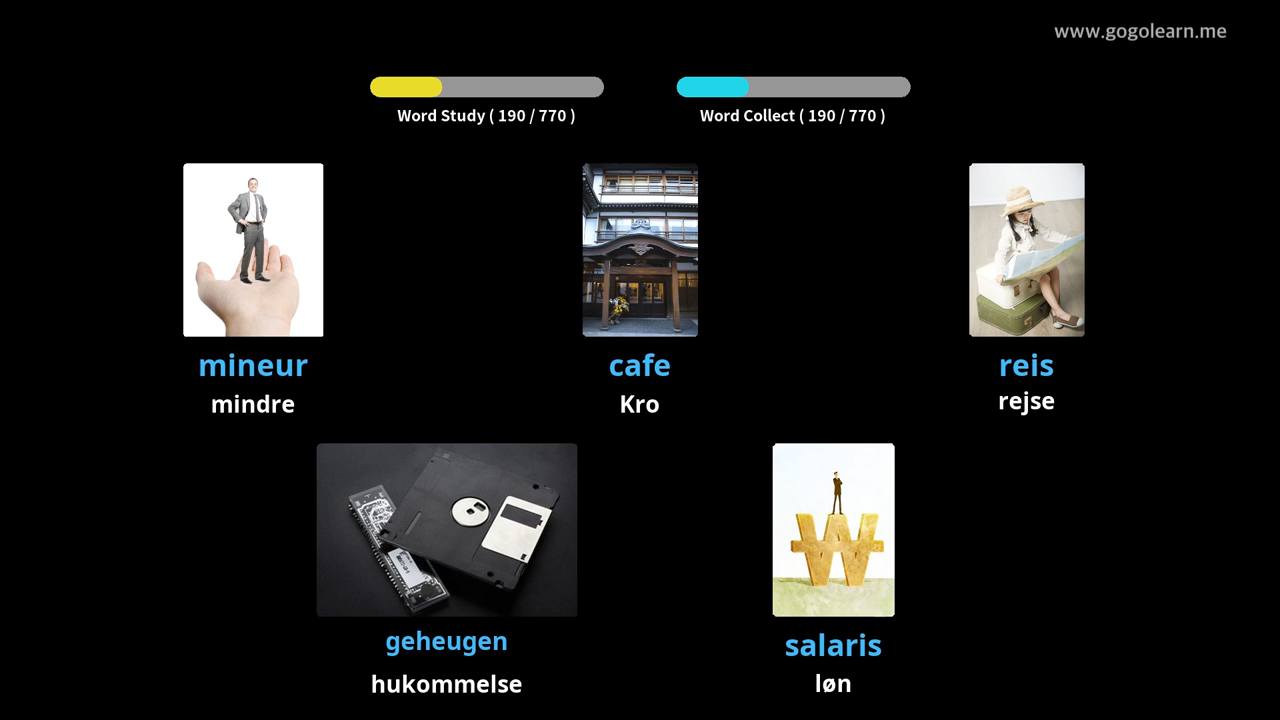 www.gogolearn.me
Word Study ( 190 / 770 )
Word Collect ( 190 / 770 )
mineur
mindre
cafe
Kro
reis
rejse
geheugen
hukommelse
salaris
løn